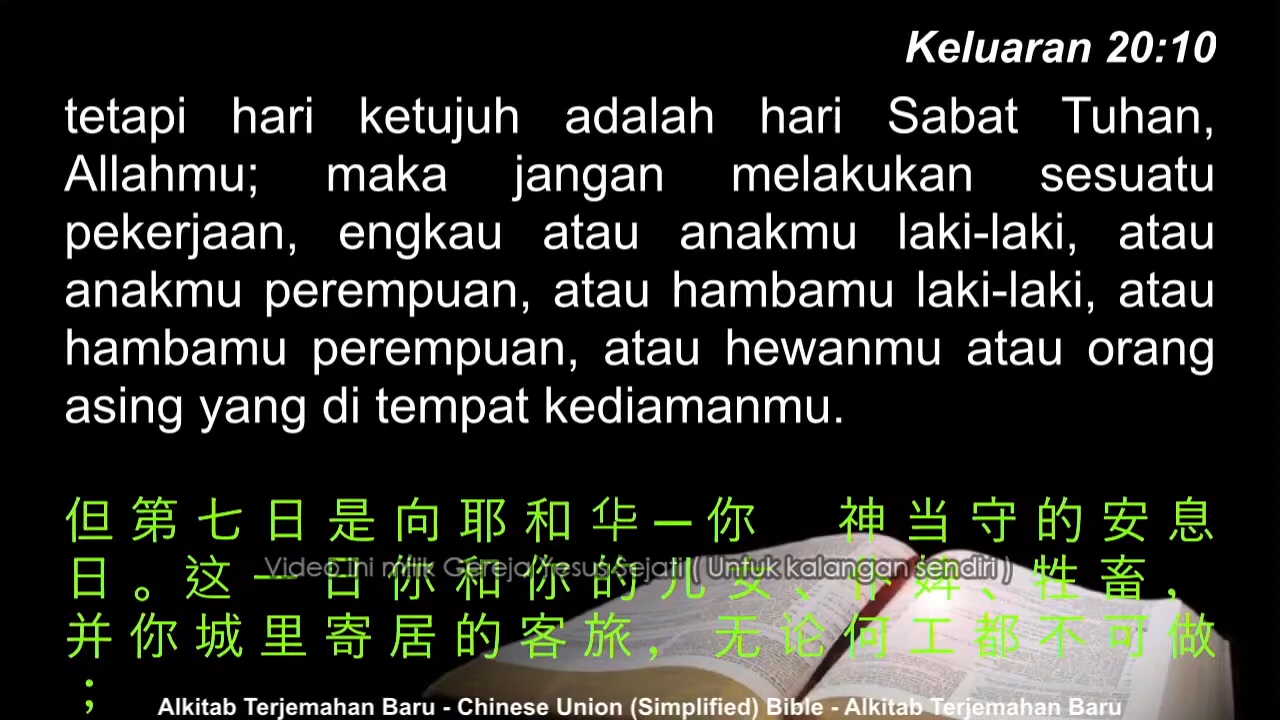 Keluaran 20:10
tetapi hari ketujuh adalah hari Sabat Tuhan,
Allahmu; maka jangan melakukan sesuatu
pekerjaan, engkau atau anakmu laki-laki, atau
anakmu perempuan, atau hambamu laki-laki, atau
hambamu perempuan, atau hewanmu atau orang
asing yang di tempat kediamanmu.
但第七日是向耶和华─你　神当守的安息
日。这一日你和你的儿女、仆婢、牲畜，
Video ini milik Gereja Yesus Sejati ( Untuk kalangan sendiri )
并你城里寄居的客旅，无论何工都不可做
；
Alkitab Terjemahan Baru - Chinese Union (Simplified) Bible - Alkitab Terjemahan Baru